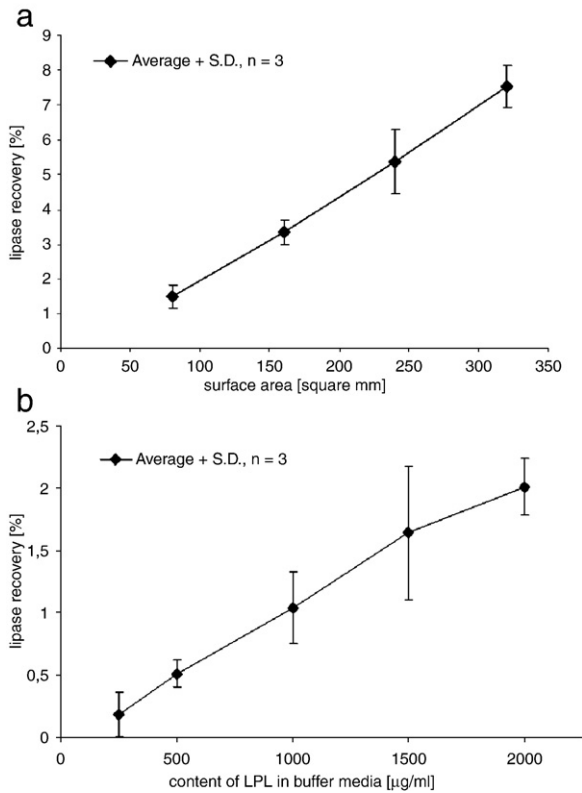 a
9
Average + S.D., n = 3
8
7
6
5
4
3
2
1
0
lipase recovery [%]
0 50 100 150 200 250 300 350
surface area [square mm]
b
2,5
Average + S.D., n = 3
2
1,5
1
0,5
0
lipase recovery [%]
0 500 1000 1500 2000
content of LPL in buffer media [µg/ml]